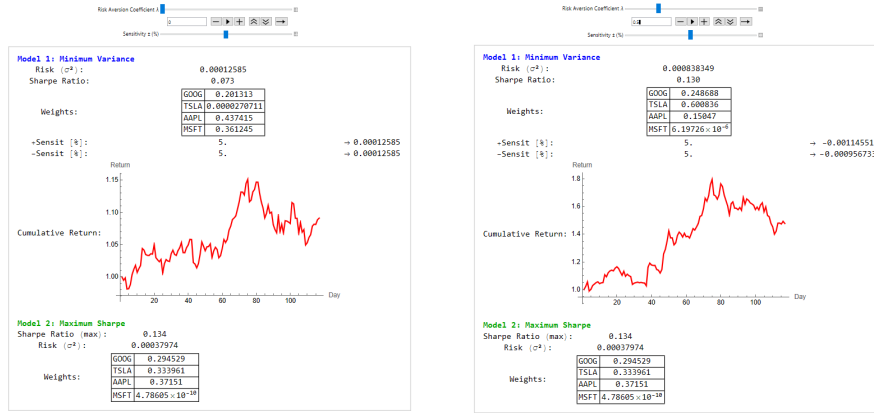 Risk Aversion Coefficient λ
0
Sensitivity ± (%)
Model 1: Minimum Variance
Risk (σ²): 0.00012585
Sharpe Ratio: 0.073
Weights:
GOOG 0.201313
TSLA 0.0000270711
AAPL 0.437415
MSFT 0.361245
+Sensit [%]: 5. → 0.00012585
-Sensit [%]: 5. → 0.00012585
Return
1.15
1.10
Cumulative Return:
1.05
1.00
20 40 60 80 100 Day
Model 2: Maximum Sharpe
Sharpe Ratio (max): 0.134
Risk (σ²): 0.00037974
Weights:
GOOG 0.294529
TSLA 0.333961
AAPL 0.37151
MSFT 4.78605×10⁻¹⁰
Risk Aversion Coefficient λ
Sensitivity ± (%)
Model 1: Minimum Variance
Risk (σ²): 0.000838349
Sharpe Ratio: 0.130
Weights:
GOOG 0.248688
TSLA 0.600836
AAPL 0.15047
MSFT 6.19726×10⁻⁶
+Sensit [%]: 5. → -0.00114551
-Sensit [%]: 5. → -0.000956733
Return
1.8
1.6
Cumulative Return: 1.4
1.2
1.0
20 40 60 80 100 Day
Model 2: Maximum Sharpe
Sharpe Ratio (max): 0.134
Risk (σ²): 0.00037974
Weights:
GOOG 0.294529
TSLA 0.333961
AAPL 0.37151
MSFT 4.78605×10⁻¹⁰